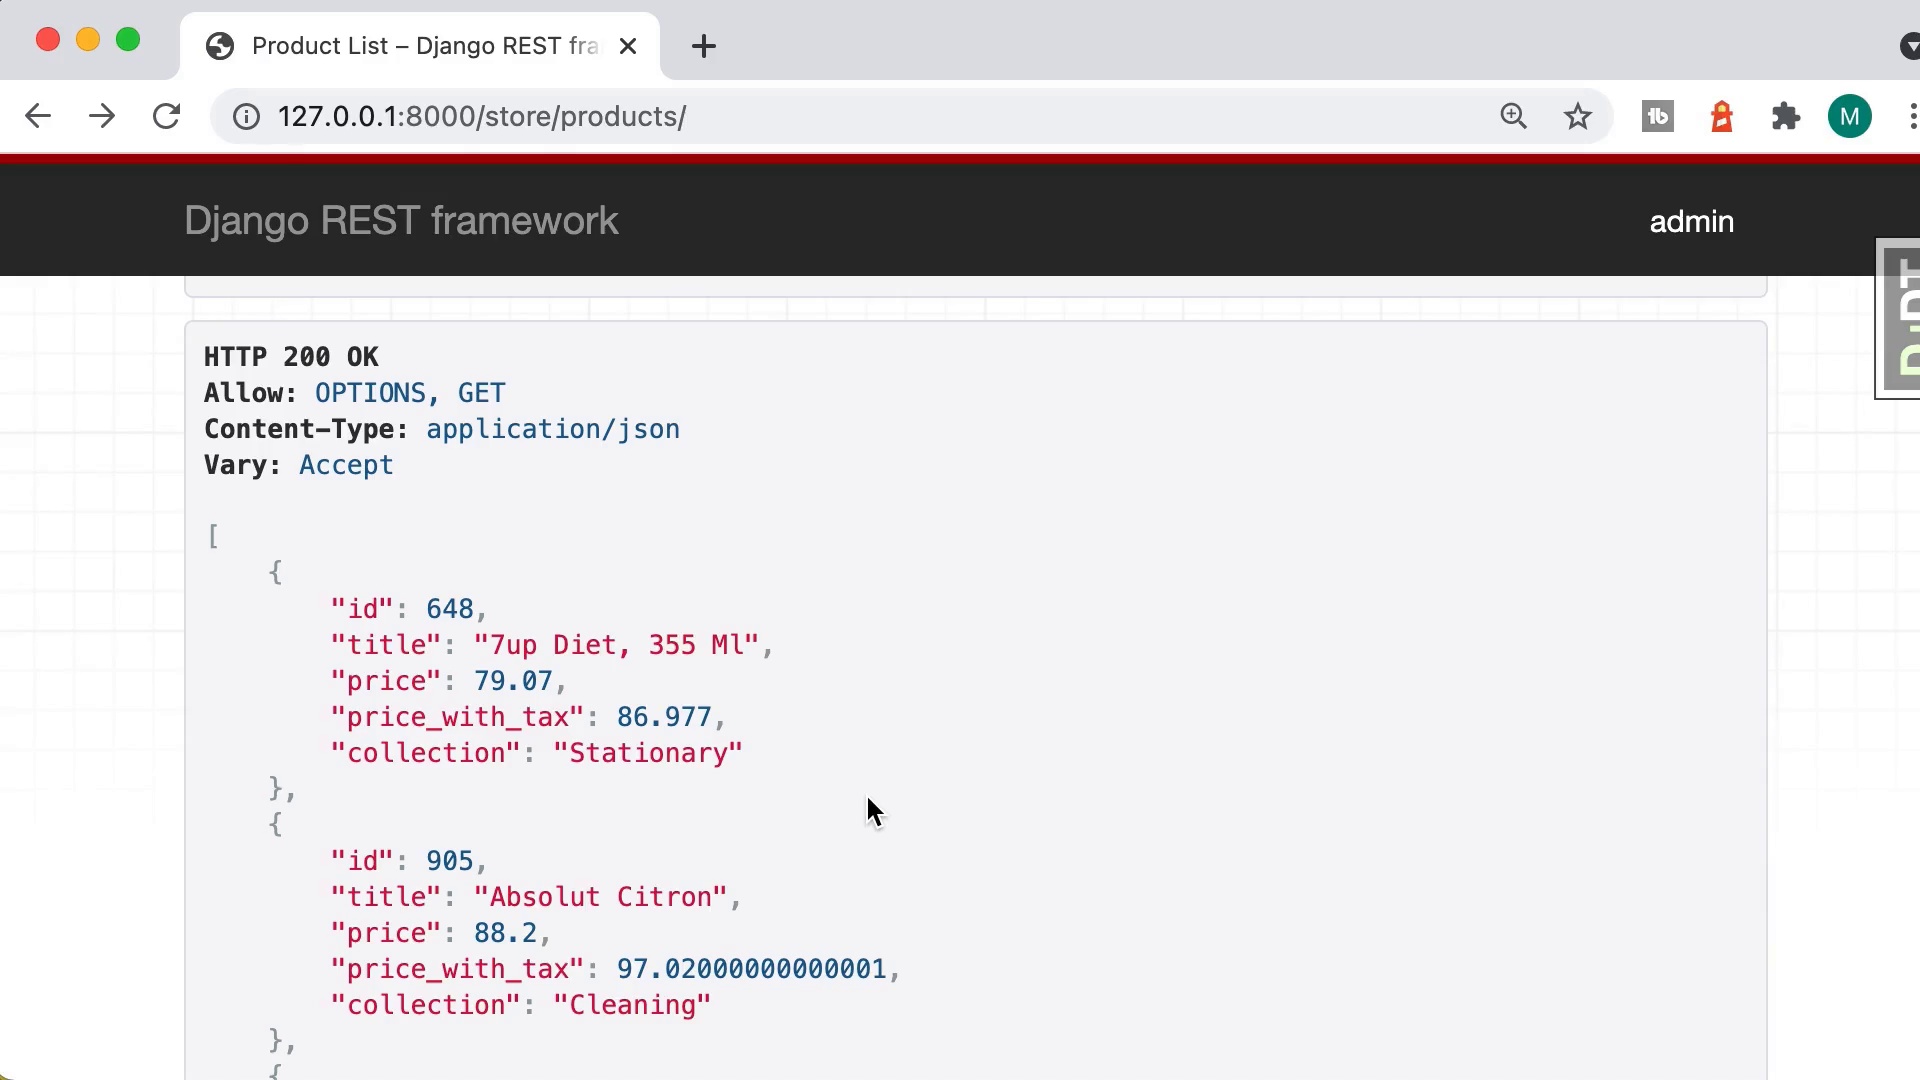 Product List – Django REST fra
127.0.0.1:8000/store/products/
M
Django REST framework
admin
DjDT
HTTP 200 OK
Allow: OPTIONS, GET
Content-Type: application/json
Vary: Accept
[
{
"id": 648,
"title": "7up Diet, 355 Ml",
"price": 79.07,
"price_with_tax": 86.977,
"collection": "Stationary"
},
{
"id": 905,
"title": "Absolut Citron",
"price": 88.2,
"price_with_tax": 97.02000000000001,
"collection": "Cleaning"
},
{